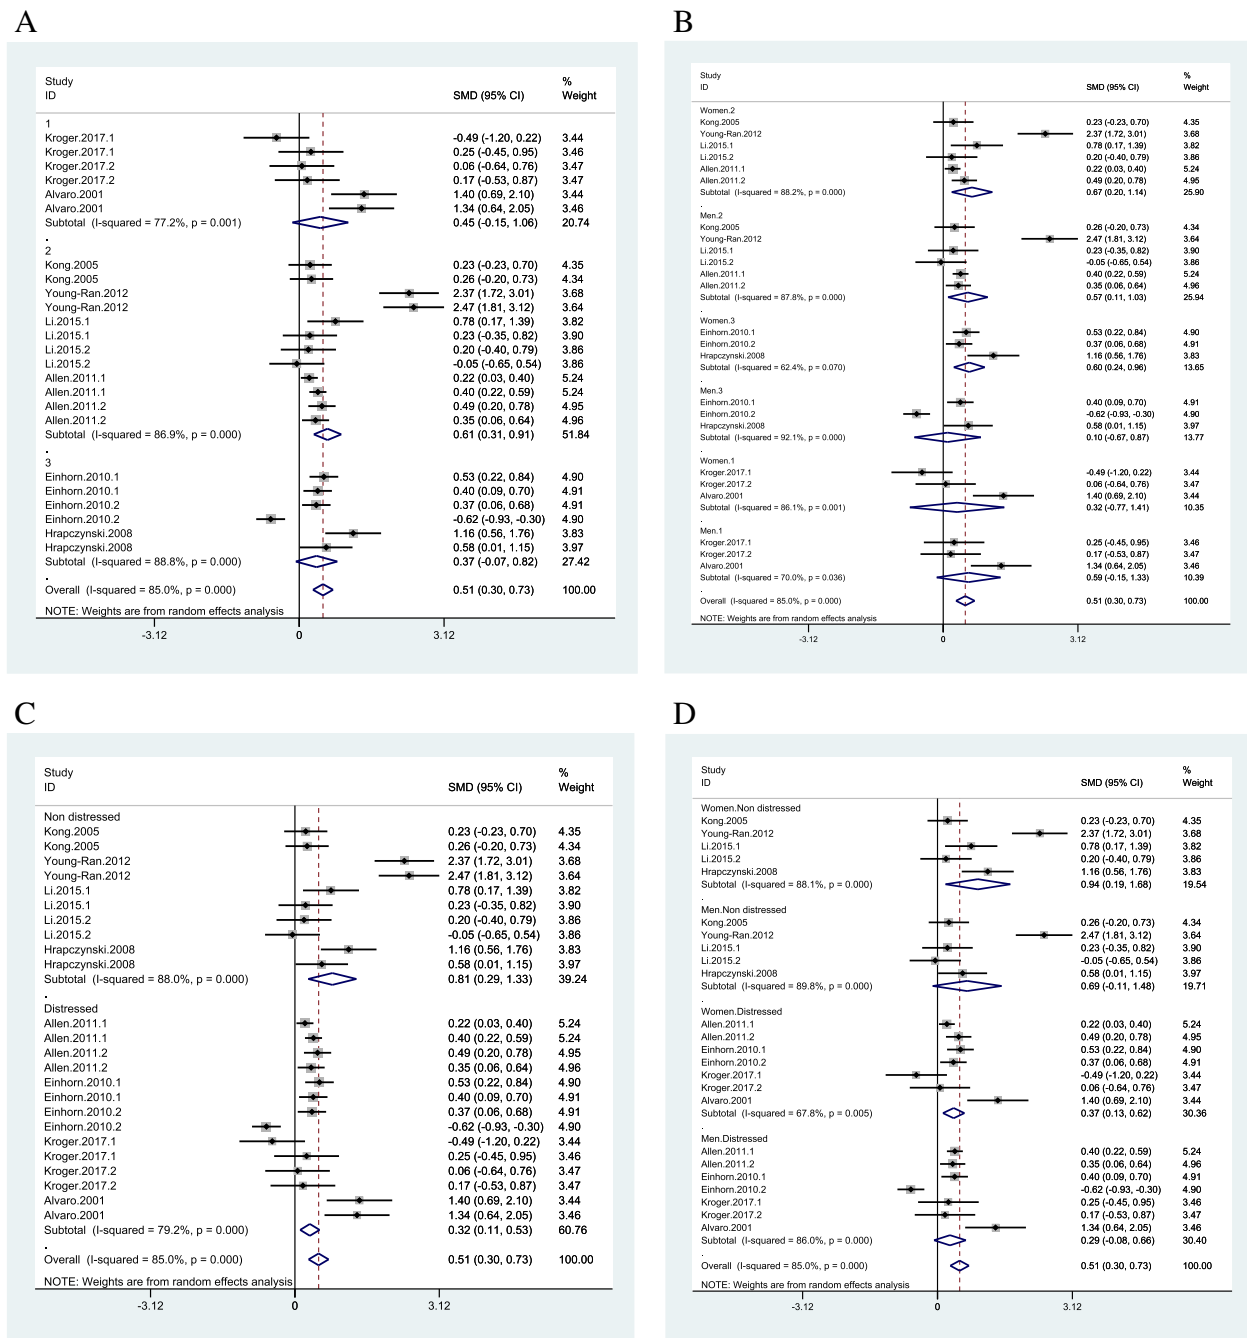 A
Study %
ID SMD (95% CI) Weight
1
Kroger.2017.1 -0.49 (-1.20, 0.22) 3.44
Kroger.2017.1 0.25 (-0.45, 0.95) 3.46
Kroger.2017.2 0.06 (-0.64, 0.76) 3.47
Kroger.2017.2 0.17 (-0.53, 0.87) 3.47
Alvaro.2001 1.40 (0.69, 2.10) 3.44
Alvaro.2001 1.34 (0.64, 2.05) 3.46
Subtotal (I-squared = 77.2%, p = 0.001) 0.45 (-0.15, 1.06) 20.74
.
2
Kong.2005 0.23 (-0.23, 0.70) 4.35
Kong.2005 0.26 (-0.20, 0.73) 4.34
Young-Ran.2012 2.37 (1.72, 3.01) 3.68
Young-Ran.2012 2.47 (1.81, 3.12) 3.64
Li.2015.1 0.78 (0.17, 1.39) 3.82
Li.2015.1 0.23 (-0.35, 0.82) 3.90
Li.2015.2 0.20 (-0.40, 0.79) 3.86
Li.2015.2 -0.05 (-0.65, 0.54) 3.86
Allen.2011.1 0.22 (0.03, 0.40) 5.24
Allen.2011.1 0.40 (0.22, 0.59) 5.24
Allen.2011.2 0.49 (0.20, 0.78) 4.95
Allen.2011.2 0.35 (0.06, 0.64) 4.96
Subtotal (I-squared = 86.9%, p = 0.000) 0.61 (0.31, 0.91) 51.84
.
3
Einhorn.2010.1 0.53 (0.22, 0.84) 4.90
Einhorn.2010.1 0.40 (0.09, 0.70) 4.91
Einhorn.2010.2 0.37 (0.06, 0.68) 4.91
Einhorn.2010.2 -0.62 (-0.93, -0.30) 4.90
Hrapczynski.2008 1.16 (0.56, 1.76) 3.83
Hrapczynski.2008 0.58 (0.01, 1.15) 3.97
Subtotal (I-squared = 88.8%, p = 0.000) 0.37 (-0.07, 0.82) 27.42
.
Overall (I-squared = 85.0%, p = 0.000) 0.51 (0.30, 0.73) 100.00
NOTE: Weights are from random effects analysis
-3.12 0 3.12
B
Study %
ID SMD (95% CI) Weight
Women.2
Kong.2005 0.23 (-0.23, 0.70) 4.35
Young-Ran.2012 2.37 (1.72, 3.01) 3.68
Li.2015.1 0.78 (0.17, 1.39) 3.82
Li.2015.2 0.20 (-0.40, 0.79) 3.86
Allen.2011.1 0.22 (0.03, 0.40) 5.24
Allen.2011.2 0.49 (0.20, 0.78) 4.95
Subtotal (I-squared = 88.2%, p = 0.000) 0.67 (0.20, 1.14) 25.90
.
Men.2
Kong.2005 0.26 (-0.20, 0.73) 4.34
Young-Ran.2012 2.47 (1.81, 3.12) 3.64
Li.2015.1 0.23 (-0.35, 0.82) 3.90
Li.2015.2 -0.05 (-0.65, 0.54) 3.86
Allen.2011.1 0.40 (0.22, 0.59) 5.24
Allen.2011.2 0.35 (0.06, 0.64) 4.96
Subtotal (I-squared = 87.8%, p = 0.000) 0.57 (0.11, 1.03) 25.94
.
Women.3
Einhorn.2010.1 0.53 (0.22, 0.84) 4.90
Einhorn.2010.2 0.37 (0.06, 0.68) 4.91
Hrapczynski.2008 1.16 (0.56, 1.76) 3.83
Subtotal (I-squared = 62.4%, p = 0.070) 0.60 (0.24, 0.96) 13.65
.
Men.3
Einhorn.2010.1 0.40 (0.09, 0.70) 4.91
Einhorn.2010.2 -0.62 (-0.93, -0.30) 4.90
Hrapczynski.2008 0.58 (0.01, 1.15) 3.97
Subtotal (I-squared = 92.1%, p = 0.000) 0.10 (-0.67, 0.87) 13.77
.
Women.1
Kroger.2017.1 -0.49 (-1.20, 0.22) 3.44
Kroger.2017.2 0.06 (-0.64, 0.76) 3.47
Alvaro.2001 1.40 (0.69, 2.10) 3.44
Subtotal (I-squared = 86.1%, p = 0.001) 0.32 (-0.77, 1.41) 10.35
.
Men.1
Kroger.2017.1 0.25 (-0.45, 0.95) 3.46
Kroger.2017.2 0.17 (-0.53, 0.87) 3.47
Alvaro.2001 1.34 (0.64, 2.05) 3.46
Subtotal (I-squared = 70.0%, p = 0.036) 0.59 (-0.15, 1.33) 10.39
.
Overall (I-squared = 85.0%, p = 0.000) 0.51 (0.30, 0.73) 100.00
NOTE: Weights are from random effects analysis
-3.12 0 3.12
C
Study %
ID SMD (95% CI) Weight
Non distressed
Kong.2005 0.23 (-0.23, 0.70) 4.35
Kong.2005 0.26 (-0.20, 0.73) 4.34
Young-Ran.2012 2.37 (1.72, 3.01) 3.68
Young-Ran.2012 2.47 (1.81, 3.12) 3.64
Li.2015.1 0.78 (0.17, 1.39) 3.82
Li.2015.1 0.23 (-0.35, 0.82) 3.90
Li.2015.2 0.20 (-0.40, 0.79) 3.86
Li.2015.2 -0.05 (-0.65, 0.54) 3.86
Hrapczynski.2008 1.16 (0.56, 1.76) 3.83
Hrapczynski.2008 0.58 (0.01, 1.15) 3.97
Subtotal (I-squared = 88.0%, p = 0.000) 0.81 (0.29, 1.33) 39.24
.
Distressed
Allen.2011.1 0.22 (0.03, 0.40) 5.24
Allen.2011.1 0.40 (0.22, 0.59) 5.24
Allen.2011.2 0.49 (0.20, 0.78) 4.95
Allen.2011.2 0.35 (0.06, 0.64) 4.96
Einhorn.2010.1 0.53 (0.22, 0.84) 4.90
Einhorn.2010.1 0.40 (0.09, 0.70) 4.91
Einhorn.2010.2 0.37 (0.06, 0.68) 4.91
Einhorn.2010.2 -0.62 (-0.93, -0.30) 4.90
Kroger.2017.1 -0.49 (-1.20, 0.22) 3.44
Kroger.2017.1 0.25 (-0.45, 0.95) 3.46
Kroger.2017.2 0.06 (-0.64, 0.76) 3.47
Kroger.2017.2 0.17 (-0.53, 0.87) 3.47
Alvaro.2001 1.40 (0.69, 2.10) 3.44
Alvaro.2001 1.34 (0.64, 2.05) 3.46
Subtotal (I-squared = 79.2%, p = 0.000) 0.32 (0.11, 0.53) 60.76
.
Overall (I-squared = 85.0%, p = 0.000) 0.51 (0.30, 0.73) 100.00
NOTE: Weights are from random effects analysis
-3.12 0 3.12
D
Study %
ID SMD (95% CI) Weight
Women.Non distressed
Kong.2005 0.23 (-0.23, 0.70) 4.35
Young-Ran.2012 2.37 (1.72, 3.01) 3.68
Li.2015.1 0.78 (0.17, 1.39) 3.82
Li.2015.2 0.20 (-0.40, 0.79) 3.86
Hrapczynski.2008 1.16 (0.56, 1.76) 3.83
Subtotal (I-squared = 88.1%, p = 0.000) 0.94 (0.19, 1.68) 19.54
.
Men.Non distressed
Kong.2005 0.26 (-0.20, 0.73) 4.34
Young-Ran.2012 2.47 (1.81, 3.12) 3.64
Li.2015.1 0.23 (-0.35, 0.82) 3.90
Li.2015.2 -0.05 (-0.65, 0.54) 3.86
Hrapczynski.2008 0.58 (0.01, 1.15) 3.97
Subtotal (I-squared = 89.8%, p = 0.000) 0.69 (-0.11, 1.48) 19.71
.
Women.Distressed
Allen.2011.1 0.22 (0.03, 0.40) 5.24
Allen.2011.2 0.49 (0.20, 0.78) 4.95
Einhorn.2010.1 0.53 (0.22, 0.84) 4.90
Einhorn.2010.2 0.37 (0.06, 0.68) 4.91
Kroger.2017.1 -0.49 (-1.20, 0.22) 3.44
Kroger.2017.2 0.06 (-0.64, 0.76) 3.47
Alvaro.2001 1.40 (0.69, 2.10) 3.44
Subtotal (I-squared = 67.8%, p = 0.005) 0.37 (0.13, 0.62) 30.36
.
Men.Distressed
Allen.2011.1 0.40 (0.22, 0.59) 5.24
Allen.2011.2 0.35 (0.06, 0.64) 4.96
Einhorn.2010.1 0.40 (0.09, 0.70) 4.91
Einhorn.2010.2 -0.62 (-0.93, -0.30) 4.90
Kroger.2017.1 0.25 (-0.45, 0.95) 3.46
Kroger.2017.2 0.17 (-0.53, 0.87) 3.47
Alvaro.2001 1.34 (0.64, 2.05) 3.46
Subtotal (I-squared = 86.0%, p = 0.000) 0.29 (-0.08, 0.66) 30.40
.
Overall (I-squared = 85.0%, p = 0.000) 0.51 (0.30, 0.73) 100.00
NOTE: Weights are from random effects analysis
-3.12 0 3.12